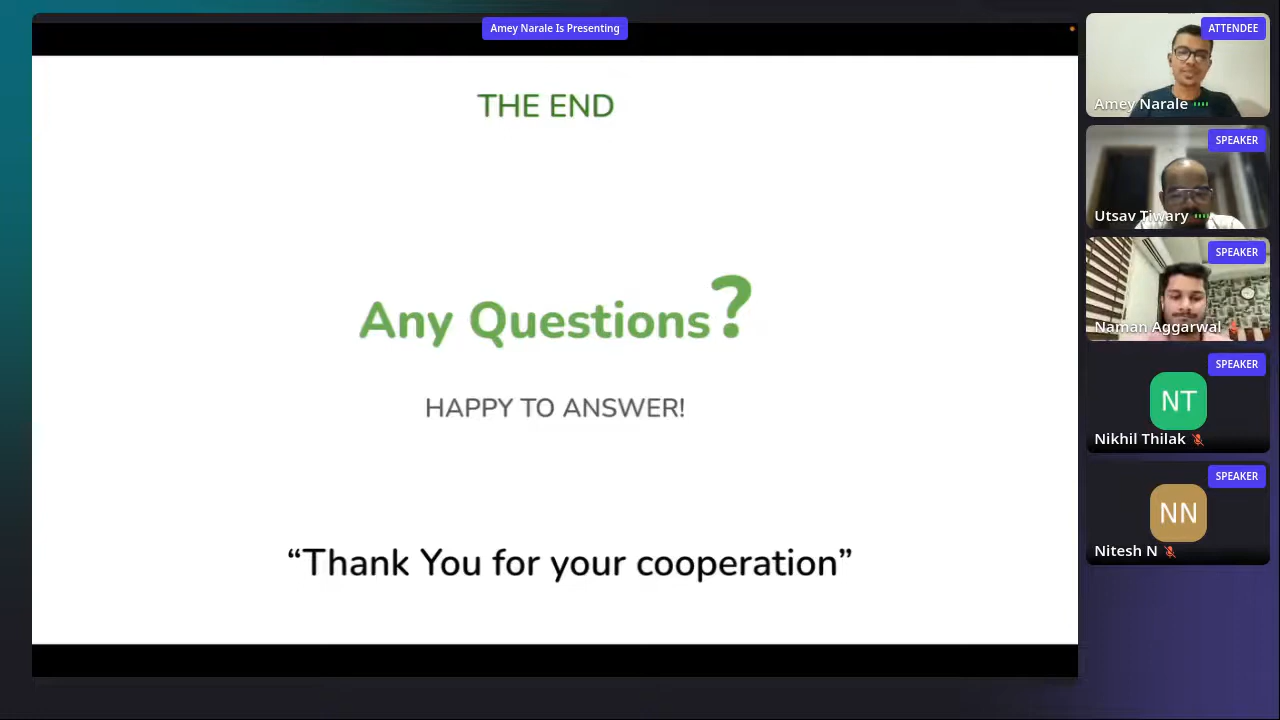 Amey Narale Is Presenting
THE END
Any Questions?
HAPPY TO ANSWER!
“Thank You for your cooperation”
ATTENDEE
Amey Narale
SPEAKER
Utsav Tiwary
SPEAKER
Naman Aggarwal
SPEAKER
NT
Nikhil Thilak
SPEAKER
NN
Nitesh N